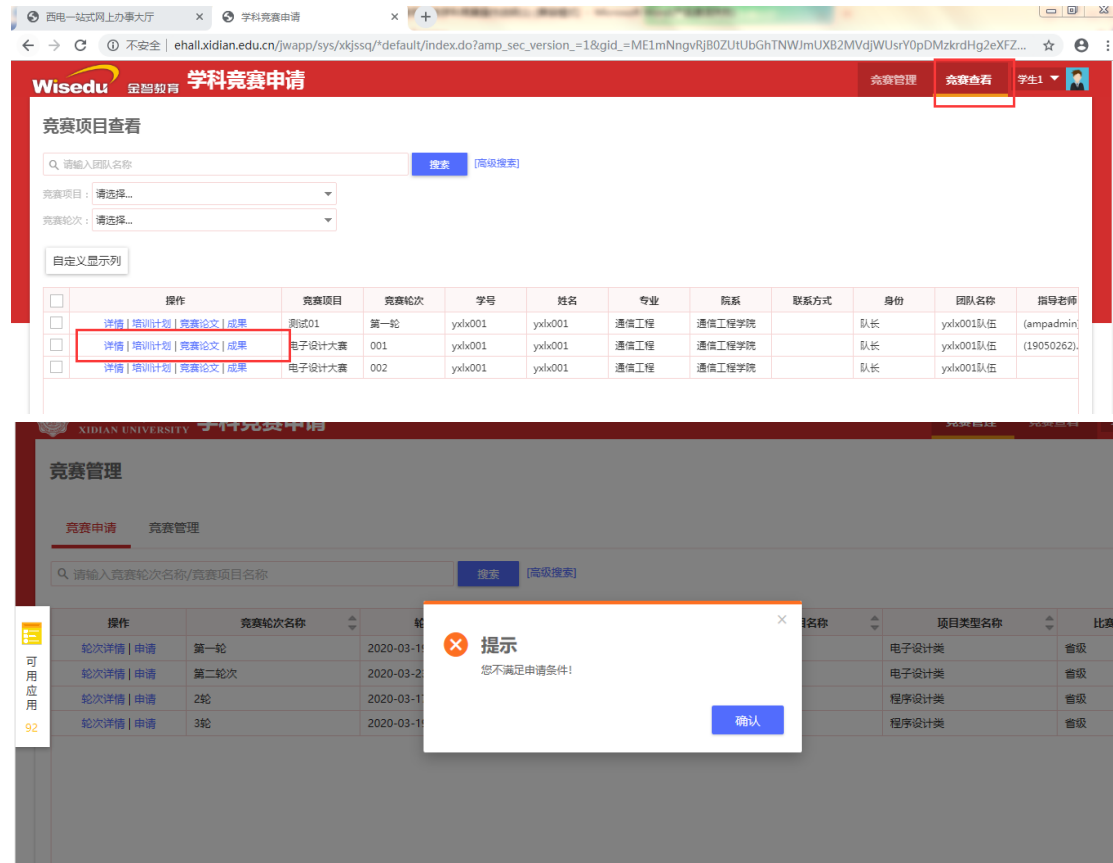 西电一站式网上办事大厅 × 学科竞赛申请 × +
不安全 | ehall.xidian.edu.cn/jwapp/sys/xkjssq/*default/index.do?amp_sec_version_=1&gid_=ME1mNngvRjB0ZUtUbGhTNWJmUXB2MVdjWUsrY0pDMzkrdHg2eXFZ...
Wisedu 金智教育 学科竞赛申请 竞赛管理 竞赛查看 学生1
竞赛项目查看
请输入团队名称 搜索 [高级搜索]
竞赛项目： 请选择...
竞赛轮次： 请选择...
自定义显示列
操作 竞赛项目 竞赛轮次 学号 姓名 专业 院系 联系方式 身份 团队名称 指导老师
详情 | 培训计划 | 竞赛论文 | 成果 测试01 第一轮 yxlx001 yxlx001 通信工程 通信工程学院 队长 yxlx001队伍 (ampadmin)
详情 | 培训计划 | 竞赛论文 | 成果 电子设计大赛 001 yxlx001 yxlx001 通信工程 通信工程学院 队长 yxlx001队伍 (19050262)
详情 | 培训计划 | 竞赛论文 | 成果 电子设计大赛 002 yxlx001 yxlx001 通信工程 通信工程学院 队长 yxlx001队伍
XIDIAN UNIVERSITY 学科竞赛申请 竞赛管理 竞赛查看
竞赛管理
竞赛申请 竞赛管理
请输入竞赛轮次名称/竞赛项目名称 搜索 [高级搜索]
操作 竞赛轮次名称 轮 目名称 项目类型名称 比赛
轮次详情 | 申请 第一轮 2020-03-19 电子设计类 省级
轮次详情 | 申请 第二轮次 2020-03-2 电子设计类 省级
轮次详情 | 申请 2轮 2020-03-17 程序设计类 省级
轮次详情 | 申请 3轮 2020-03-19 程序设计类 省级
可用应用
92
提示 ×
您不满足申请条件!
确认